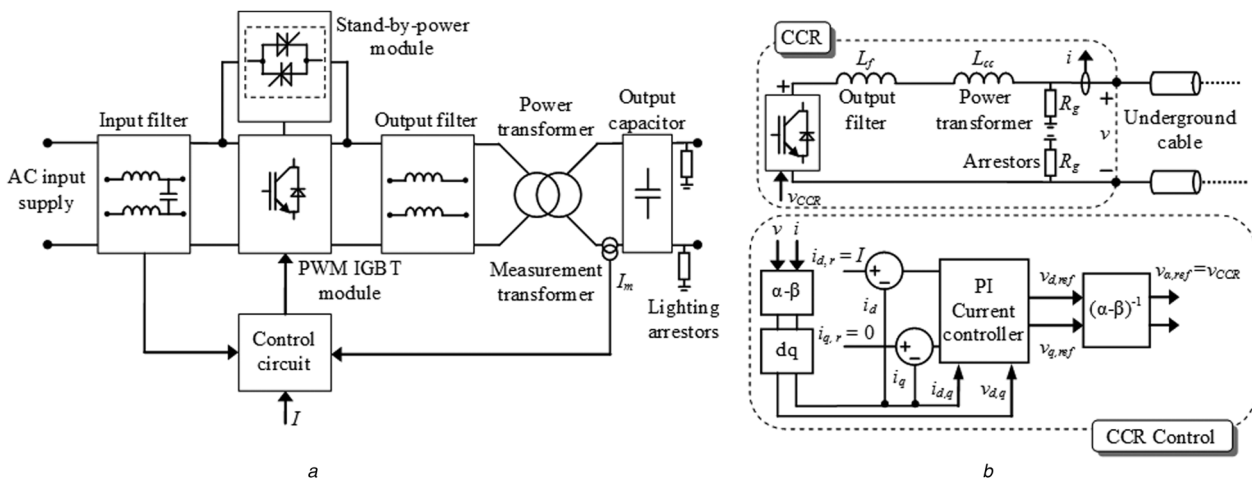 Stand-by-power
module
Input filter
Output filter
Power
transformer
Output
capacitor
AC input
supply
PWM IGBT
module
Measurement
transformer
I_m
Lighting
arrestors
Control
circuit
I
a
CCR
L_f
L_cc
i
+
Output
filter
Power
transformer
R_g
+
v
Underground
cable
Arrestors
R_g
−
v_CCR
v i
i_d,r = I
+
−
α-β
i_d
PI
Current
controller
v_d,ref
v_α,ref=v_CCR
(α-β)⁻¹
i_q, r = 0
+
−
dq
v_q,ref
i_q
i_d,q
v_d,q
CCR Control
b